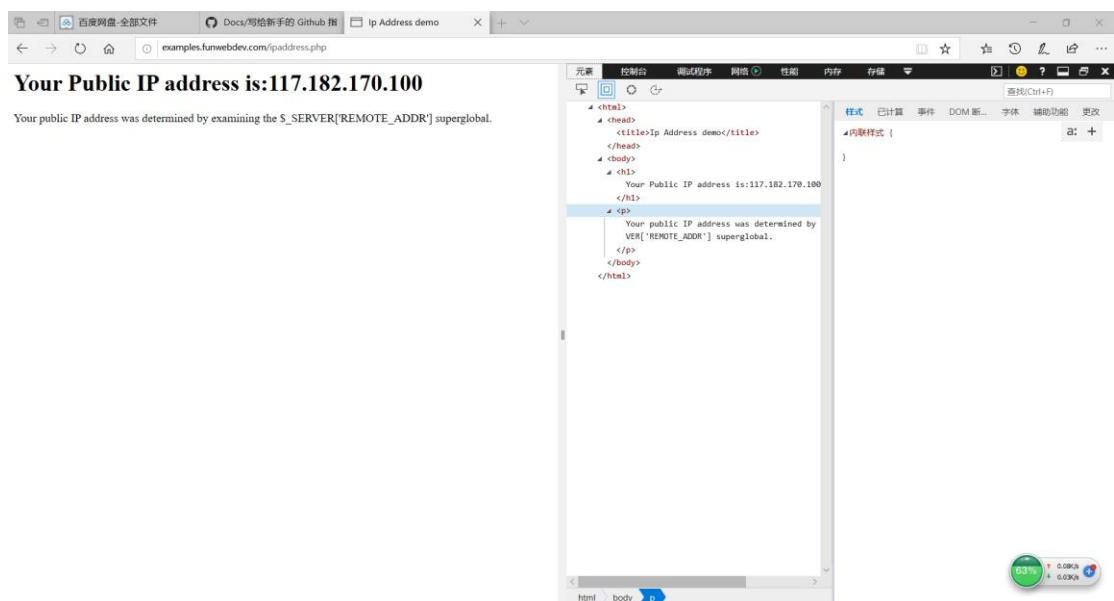 百度网盘-全部文件
Docs/写给新手的 Github 指
Ip Address demo
examples.funwebdev.com/ipaddress.php
Your Public IP address is:117.182.170.100
Your public IP address was determined by examining the $_SERVER['REMOTE_ADDR'] superglobal.
元素 控制台 调试程序 网络 性能 内存 存储
查找(Ctrl+F)
<html>
<head>
<title>Ip Address demo</title>
</head>
<body>
<h1>
Your Public IP address is:117.182.170.100
</h1>
<p>
Your public IP address was determined by
VER['REMOTE_ADDR'] superglobal.
</p>
</body>
</html>
html body p
样式 已计算 事件 DOM 断... 字体 辅助功能 更改
内联样式 {
a: +
}
63%
0.08K/s
0.03K/s